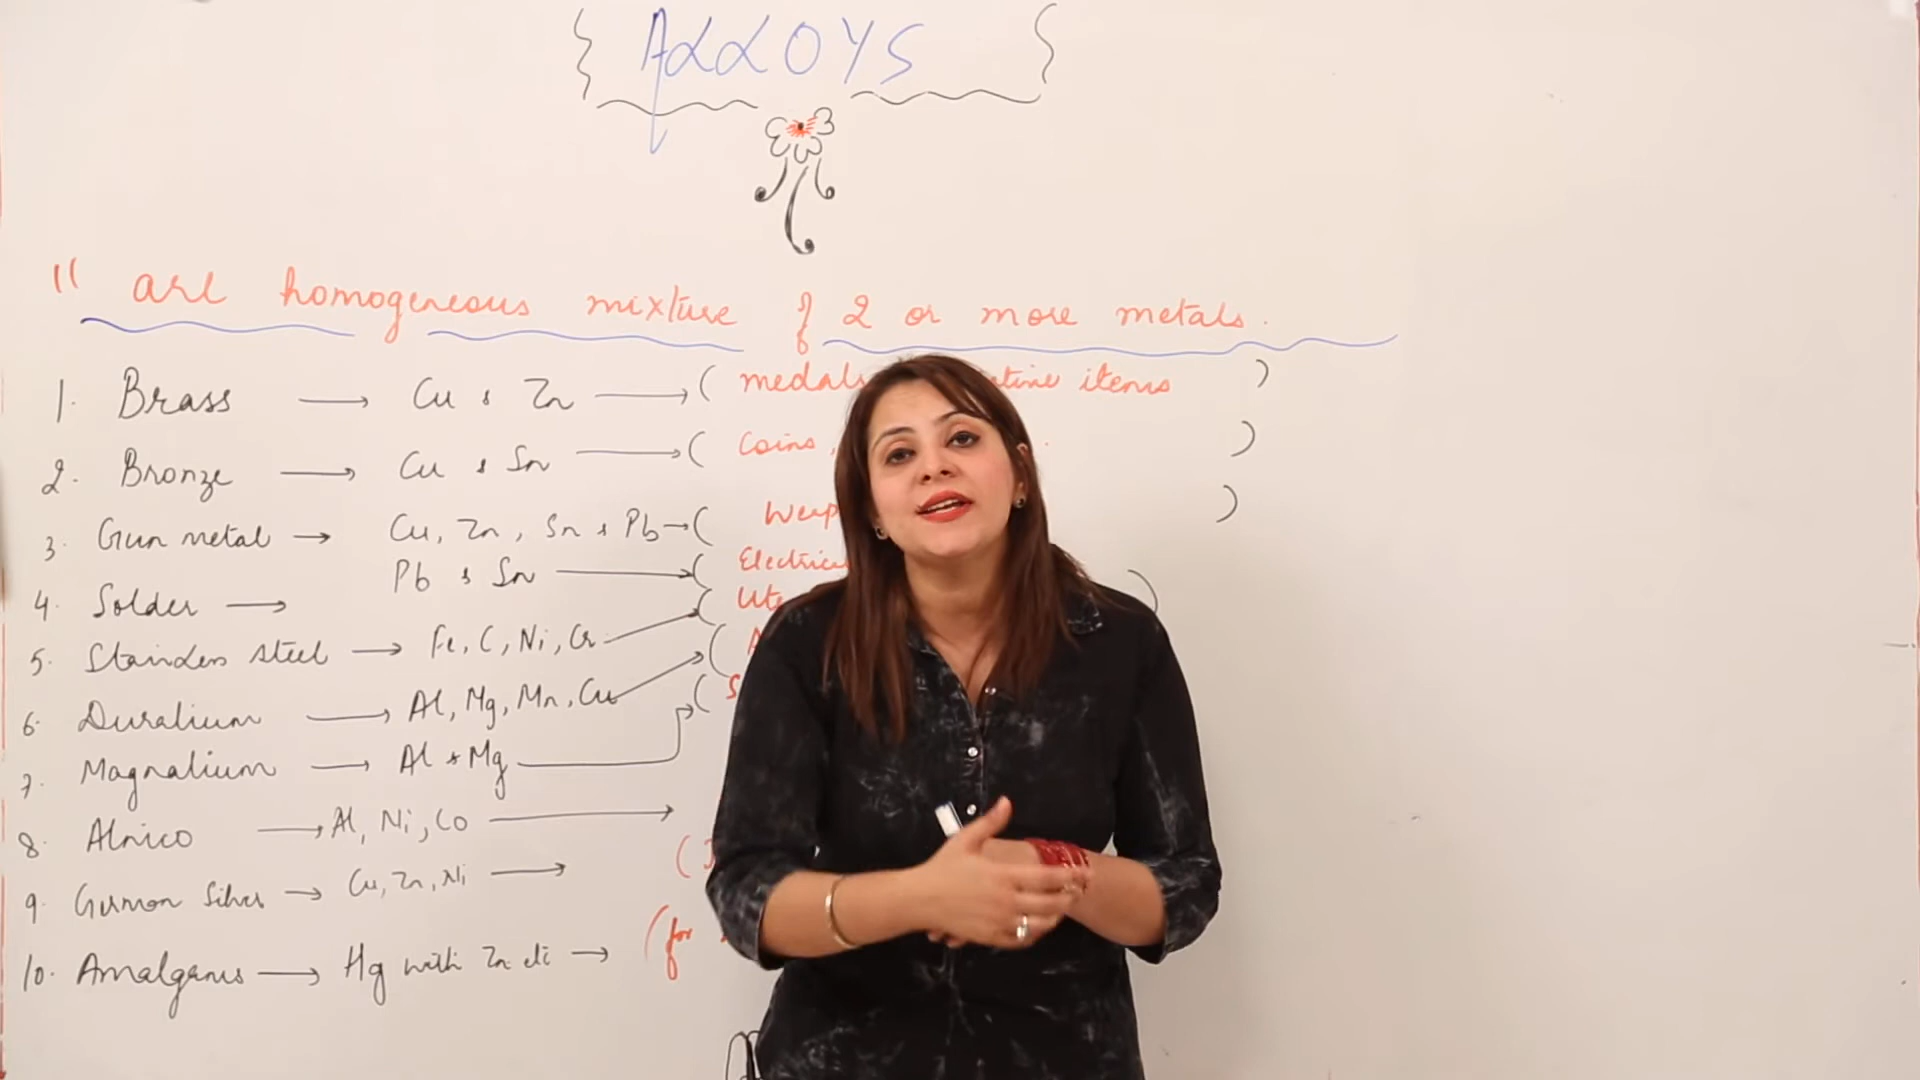 ALLOYS
" are homogeneous mixture of 2 or more metals.
1. Brass → Cu & Zn → ( medals items )
2. Bronze → Cu & Sn → ( Coins, )
3. Gun metal → Cu, Zn, Sn & Pb → ( )
4. Solder → Pb & Sn → (
5. Stainless steel → Fe, C, Ni, Cr → (
6. Duralium → Al, Mg, Mn, Cu → (
7. Magnalium → Al & Mg → (
8. Alnico → Al, Ni, Co →
9. German Silver → Cu, Zn, Ni → (
10. Amalgams → Hg with Zn etc → ( for